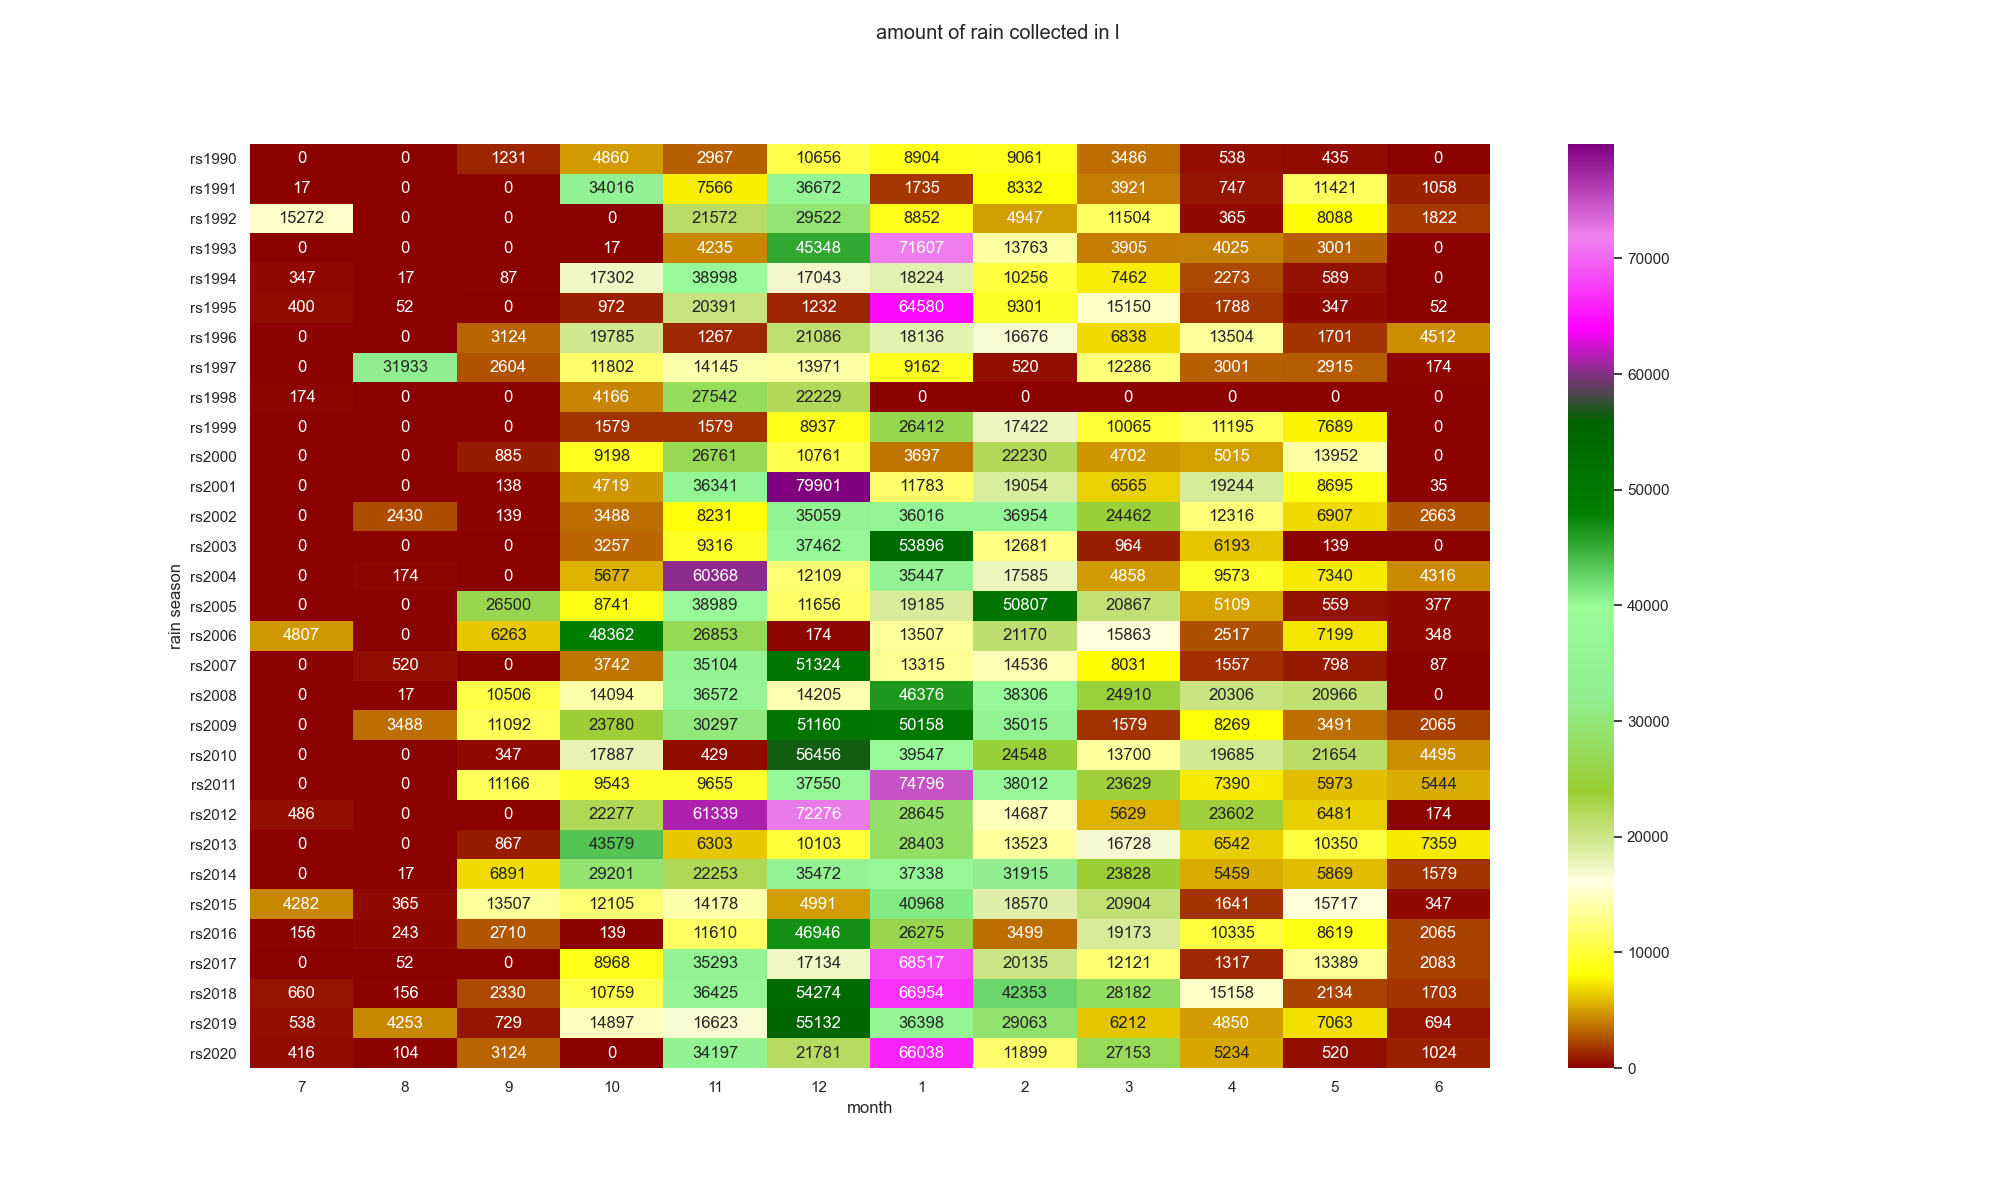 amount of rain collected in l
rs1990 0 0 1231 4860 2967 10656 8904 9061 3486 538 435 0
rs1991 17 0 0 34016 7566 36672 1735 8332 3921 747 11421 1058
rs1992 15272 0 0 0 21572 29522 8852 4947 11504 365 8088 1822
rs1993 0 0 0 17 4235 45348 71607 13763 3905 4025 3001 0
70000
rs1994 347 17 87 17302 38998 17043 18224 10256 7462 2273 589 0
rs1995 400 52 0 972 20391 1232 64580 9301 15150 1788 347 52
rs1996 0 0 3124 19785 1267 21086 18136 16676 6838 13504 1701 4512
rs1997 0 31933 2604 11802 14145 13971 9162 520 12286 3001 2915 174
60000
rs1998 174 0 0 4166 27542 22229 0 0 0 0 0 0
rs1999 0 0 0 1579 1579 8937 26412 17422 10065 11195 7689 0
rs2000 0 0 885 9198 26761 10761 3697 22230 4702 5015 13952 0
rs2001 0 0 138 4719 36341 79901 11783 19054 6565 19244 8695 35
50000
rs2002 0 2430 139 3488 8231 35059 36016 36954 24462 12316 6907 2663
rs2003 0 0 0 3257 9316 37462 53896 12681 964 6193 139 0
rs2004 0 174 0 5677 60368 12109 35447 17585 4858 9573 7340 4316
rain season
rs2005 0 0 26500 8741 38989 11656 19185 50807 20867 5109 559 377
40000
rs2006 4807 0 6263 48362 26853 174 13507 21170 15863 2517 7199 348
rs2007 0 520 0 3742 35104 51324 13315 14536 8031 1557 798 87
rs2008 0 17 10506 14094 36572 14205 46376 38306 24910 20306 20966 0
rs2009 0 3488 11092 23780 30297 51160 50158 35015 1579 8269 3491 2065
30000
rs2010 0 0 347 17887 429 56456 39547 24548 13700 19685 21654 4495
rs2011 0 0 11166 9543 9655 37550 74796 38012 23629 7390 5973 5444
rs2012 486 0 0 22277 61339 72276 28645 14687 5629 23602 6481 174
rs2013 0 0 867 43579 6303 10103 28403 13523 16728 6542 10350 7359
20000
rs2014 0 17 6891 29201 22253 35472 37338 31915 23828 5459 5869 1579
rs2015 4282 365 13507 12105 14178 4991 40968 18570 20904 1641 15717 347
rs2016 156 243 2710 139 11610 46946 26275 3499 19173 10335 8619 2065
rs2017 0 52 0 8968 35293 17134 68517 20135 12121 1317 13389 2083
10000
rs2018 660 156 2330 10759 36425 54274 66954 42353 28182 15158 2134 1703
rs2019 538 4253 729 14897 16623 55132 36398 29063 6212 4850 7063 694
rs2020 416 104 3124 0 34197 21781 66038 11899 27153 5234 520 1024
0
7 8 9 10 11 12 1 2 3 4 5 6
month